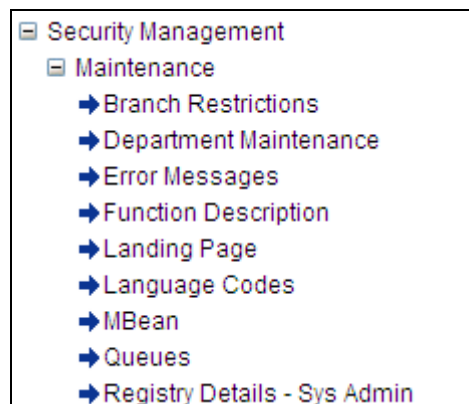 Security Management
Maintenance
Branch Restrictions
Department Maintenance
Error Messages
Function Description
Landing Page
Language Codes
MBean
Queues
Registry Details - Sys Admin